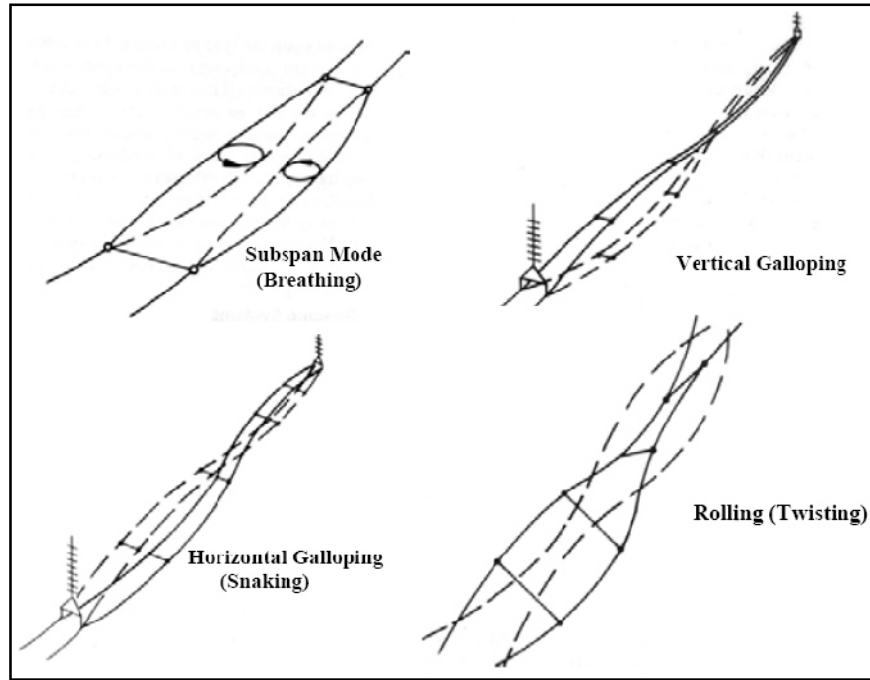 Subspan Mode
(Breathing)
Vertical Galloping
Horizontal Galloping
(Snaking)
Rolling (Twisting)